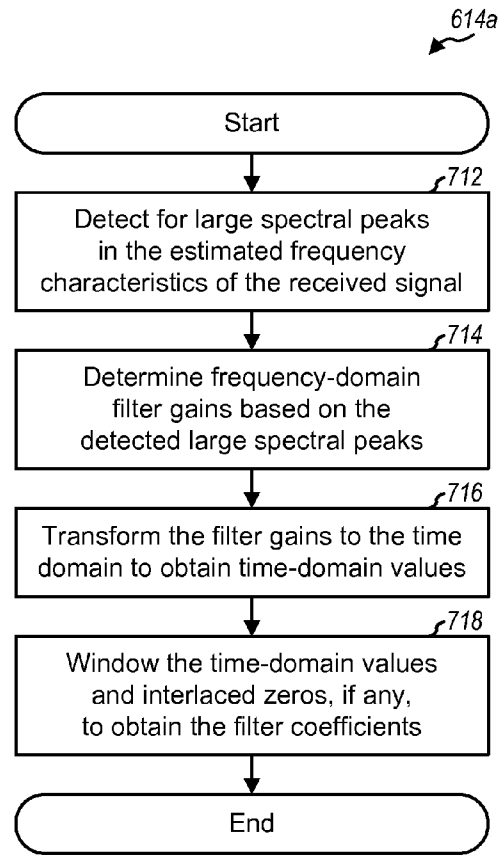 614a
Start
712
Detect for large spectral peaks
in the estimated frequency
characteristics of the received signal
714
Determine frequency-domain
filter gains based on the
detected large spectral peaks
716
Transform the filter gains to the time
domain to obtain time-domain values
718
Window the time-domain values
and interlaced zeros, if any,
to obtain the filter coefficients
End